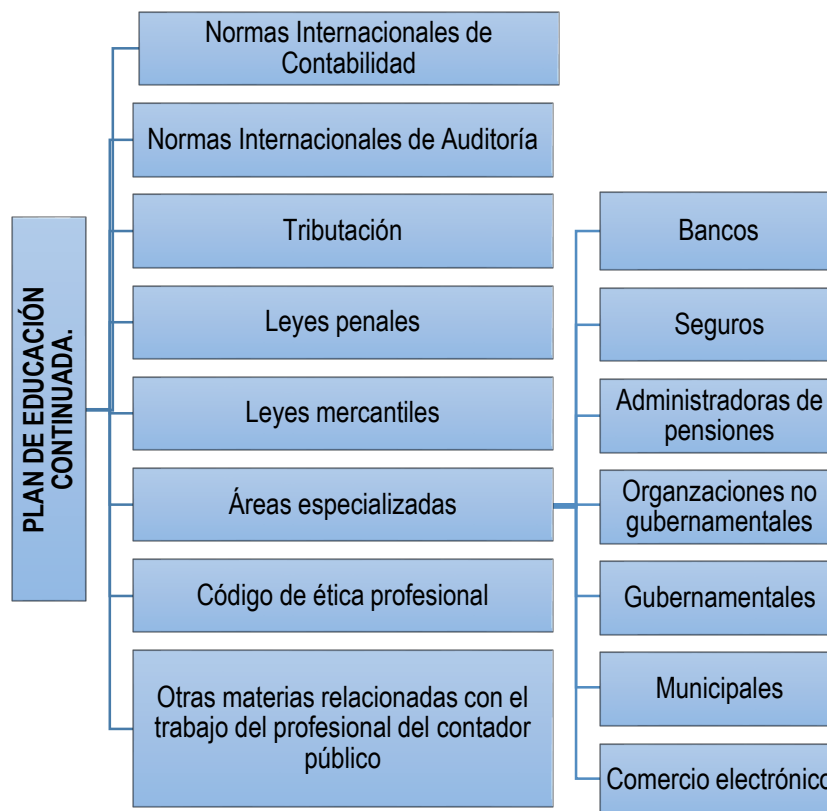 PLAN DE EDUCACIÓN
CONTINUADA.
Normas Internacionales de
Contabilidad
Normas Internacionales de Auditoría
Tributación
Leyes penales
Leyes mercantiles
Áreas especializadas
Código de ética profesional
Otras materias relacionadas con el
trabajo del profesional del contador
público
Bancos
Seguros
Administradoras de
pensiones
Organzaciones no
gubernamentales
Gubernamentales
Municipales
Comercio electrónico